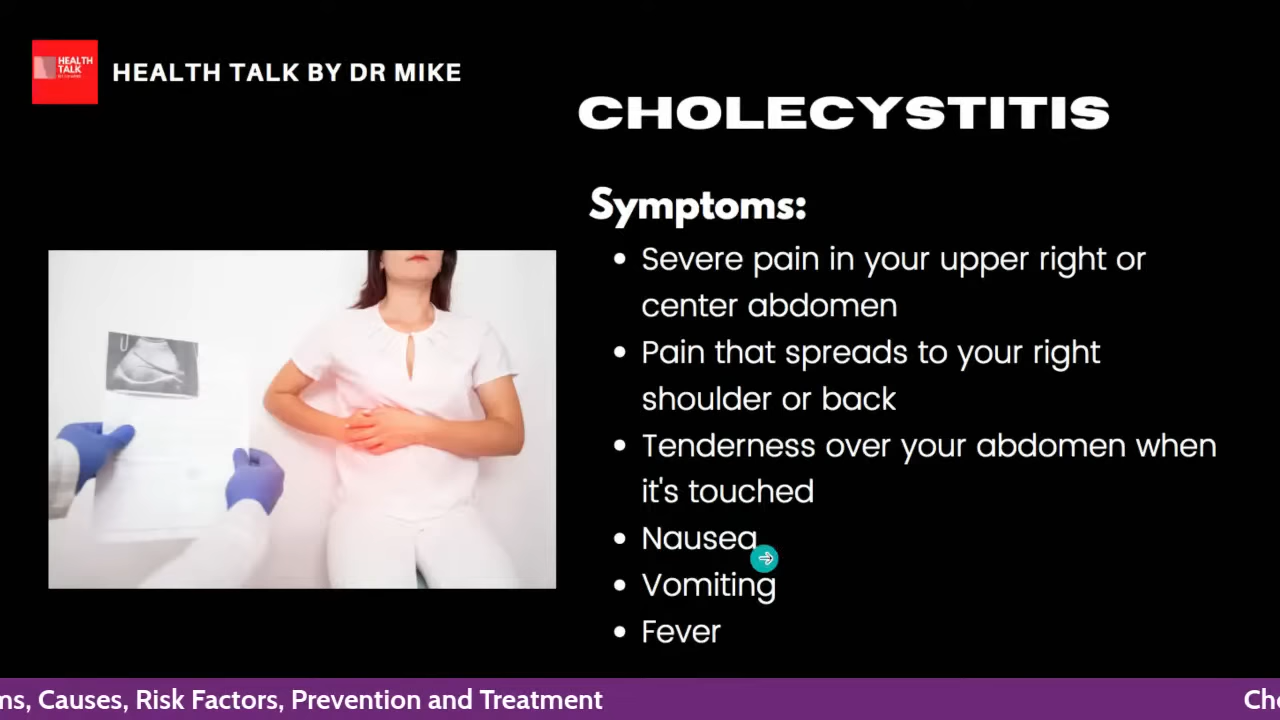 HEALTH
TALK
HEALTH TALK BY DR MIKE
CHOLECYSTITIS
Symptoms:
• Severe pain in your upper right or
center abdomen
• Pain that spreads to your right
shoulder or back
• Tenderness over your abdomen when
it's touched
• Nausea
• Vomiting
• Fever
ms, Causes, Risk Factors, Prevention and Treatment
Cho